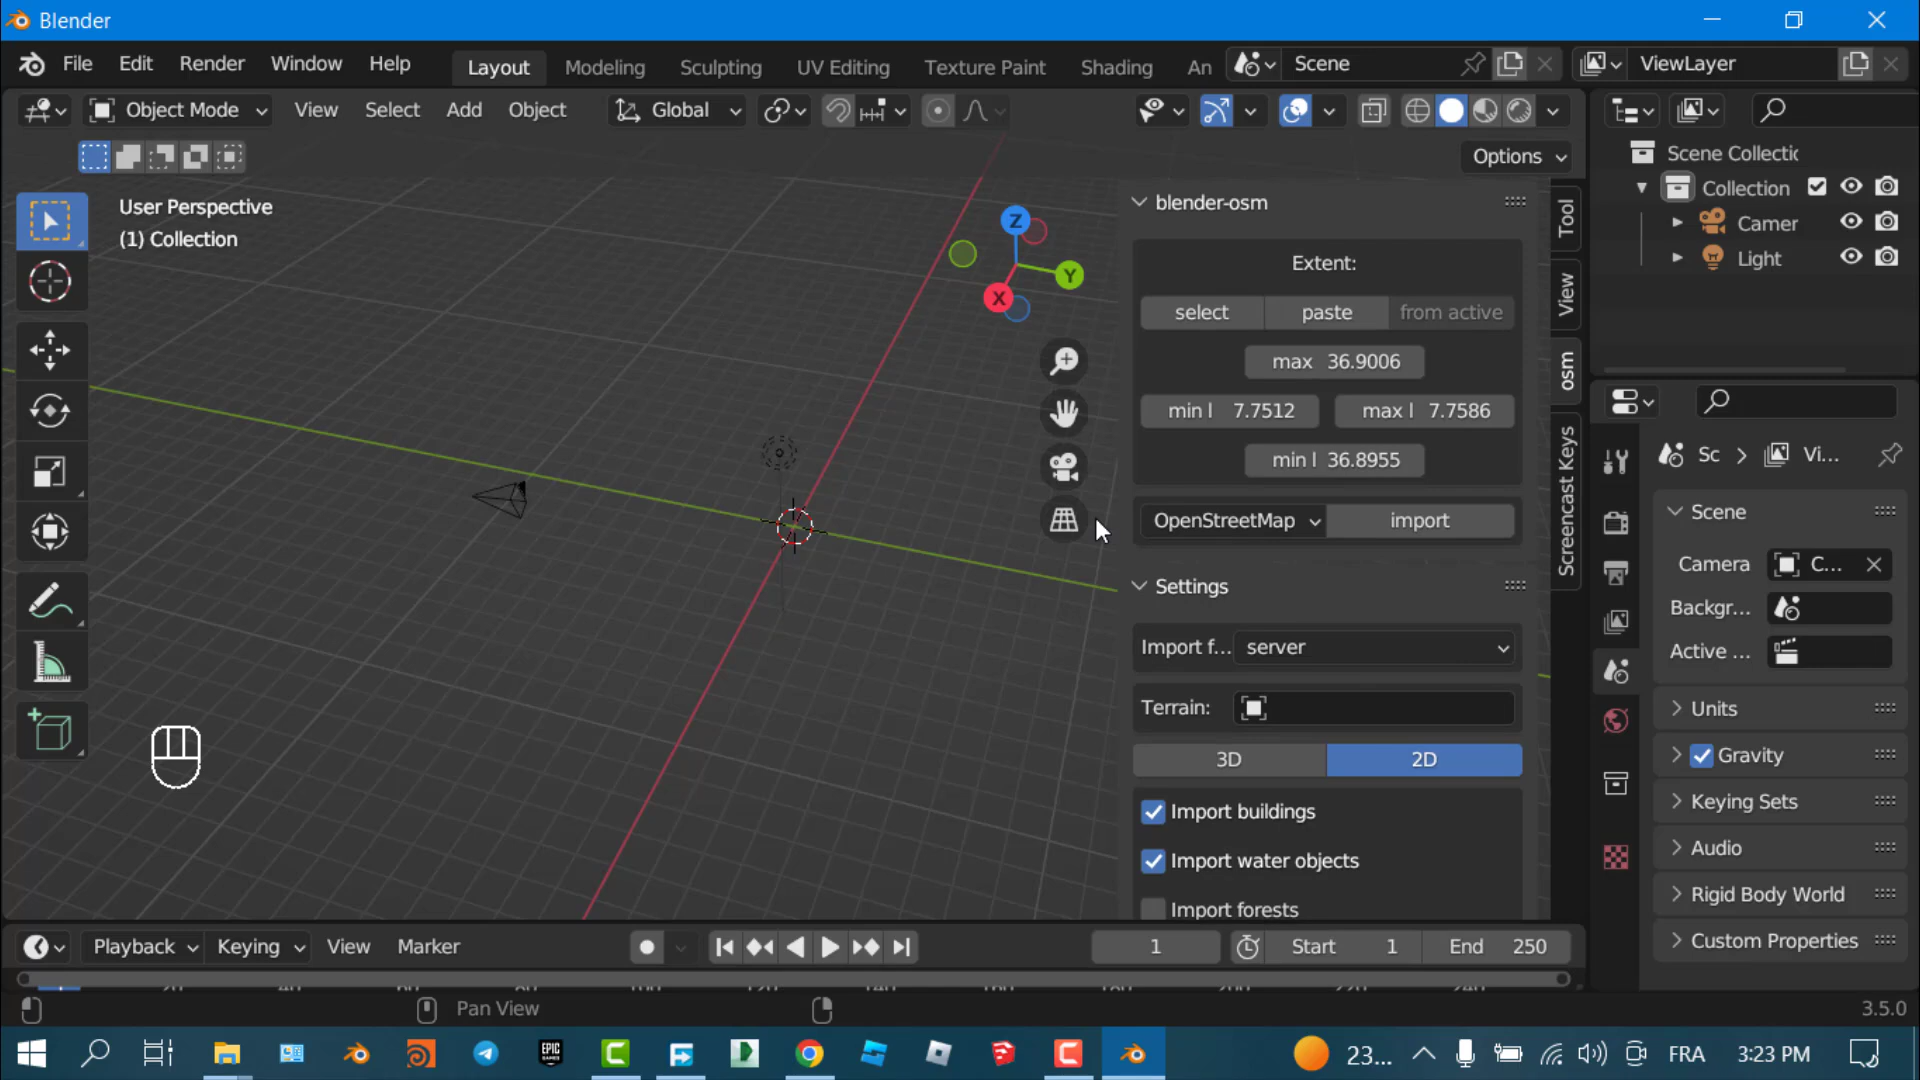 Blender
File Edit Render Window Help Layout Modeling Sculpting UV Editing Texture Paint Shading An Scene ViewLayer
Object Mode View Select Add Object Global
Options
User Perspective
(1) Collection
Z
Y
X
blender-osm
Extent:
select paste from active
max 36.9006
min l 7.7512 max l 7.7586
min l 36.8955
OpenStreetMap import
Settings
Import f... server
Terrain:
3D 2D
Import buildings
Import water objects
Import forests
Tool
View
osm
Screencast Keys
Scene Collectic
Collection
Camer
Light
Sc > Vi...
Scene
Camera C...
Backgr...
Active ...
Units
Gravity
Keying Sets
Audio
Rigid Body World
Custom Properties
Playback Keying View Marker 1 Start 1 End 250
Pan View 3.5.0
EPIC GAMES 23... FRA 3:23 PM